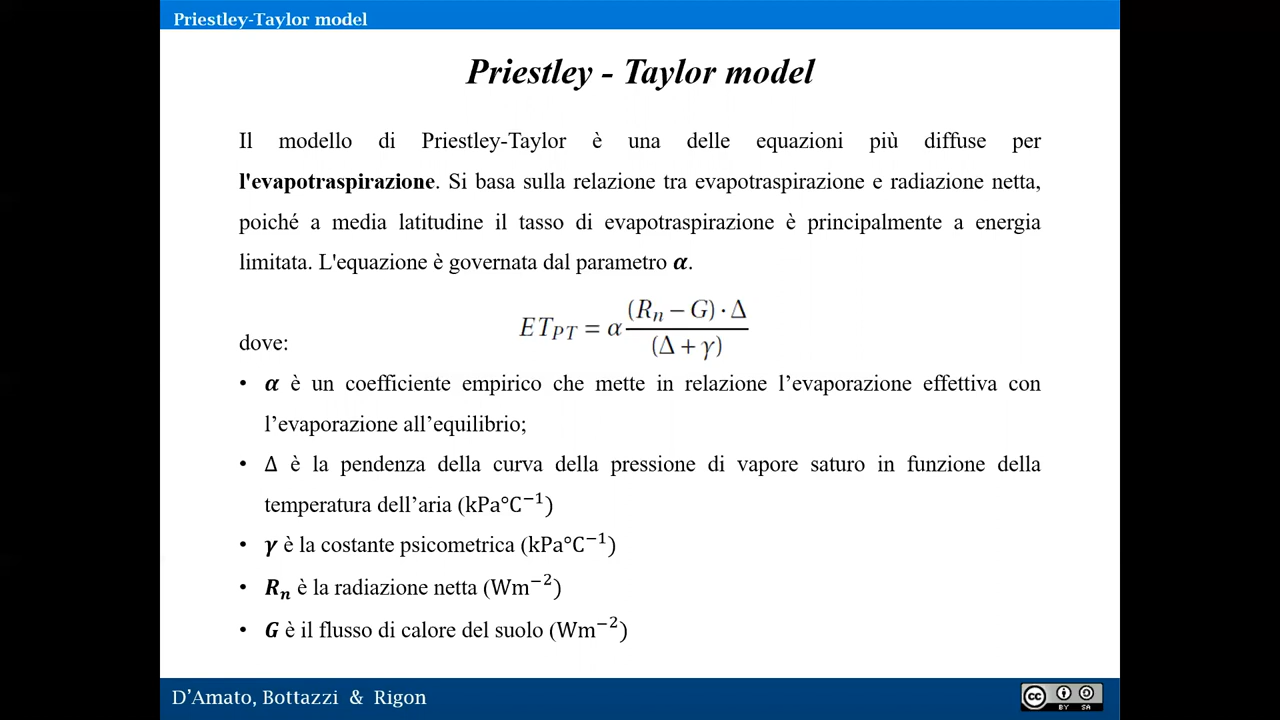 Priestley-Taylor model
Priestley - Taylor model
Il modello di Priestley-Taylor è una delle equazioni più diffuse per
l'evapotraspirazione. Si basa sulla relazione tra evapotraspirazione e radiazione netta,
poiché a media latitudine il tasso di evapotraspirazione è principalmente a energia
limitata. L'equazione è governata dal parametro α.
ET_PT = α (R_n − G) · Δ / (Δ + γ)
dove:
• α è un coefficiente empirico che mette in relazione l’evaporazione effettiva con
l’evaporazione all’equilibrio;
• Δ è la pendenza della curva della pressione di vapore saturo in funzione della
temperatura dell’aria (kPa°C⁻¹)
• γ è la costante psicometrica (kPa°C⁻¹)
• R_n è la radiazione netta (Wm⁻²)
• G è il flusso di calore del suolo (Wm⁻²)
D’Amato, Bottazzi & Rigon
cc BY SA